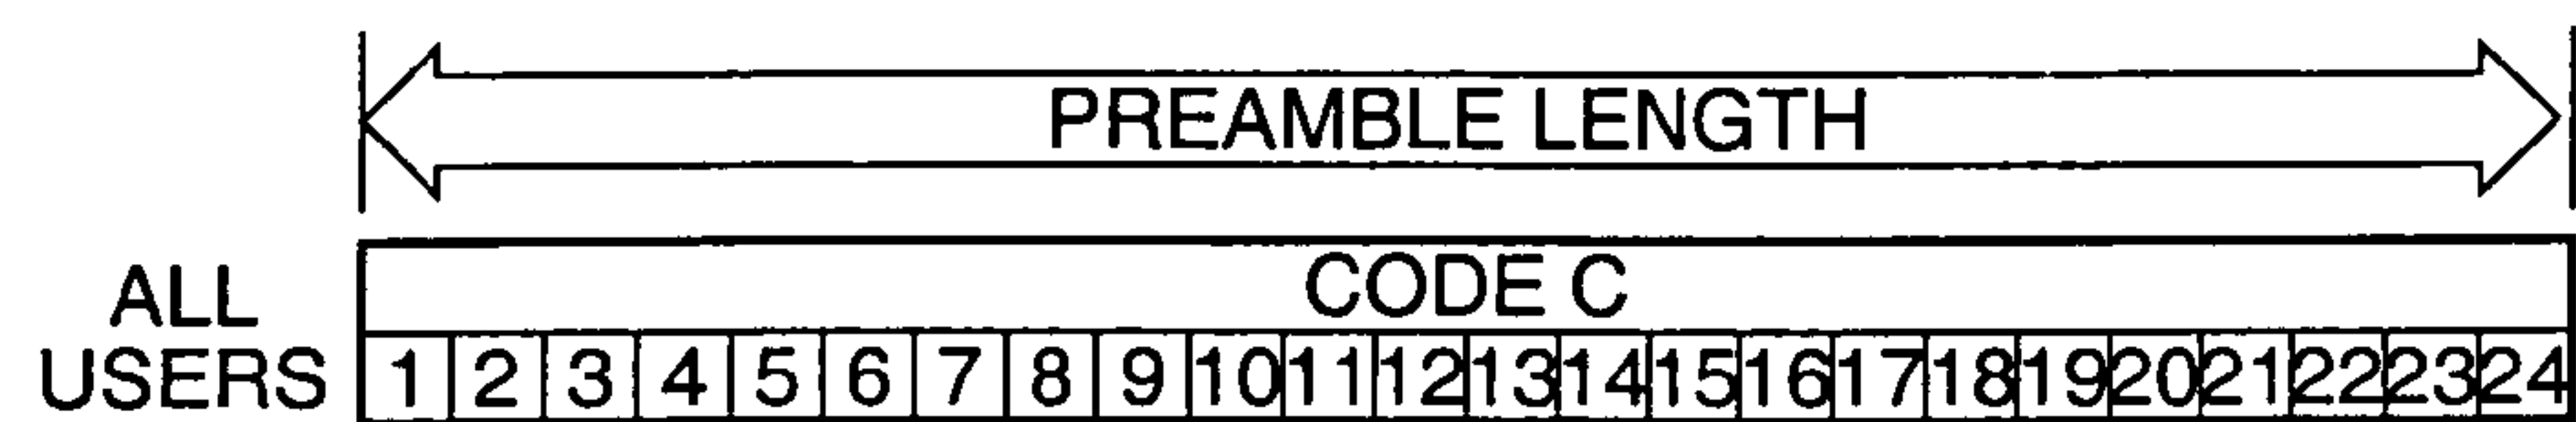 PREAMBLE LENGTH
CODE C
ALL
USERS
1 2 3 4 5 6 7 8 9 10 11 12 13 14 15 16 17 18 19 20 21 22 23 24